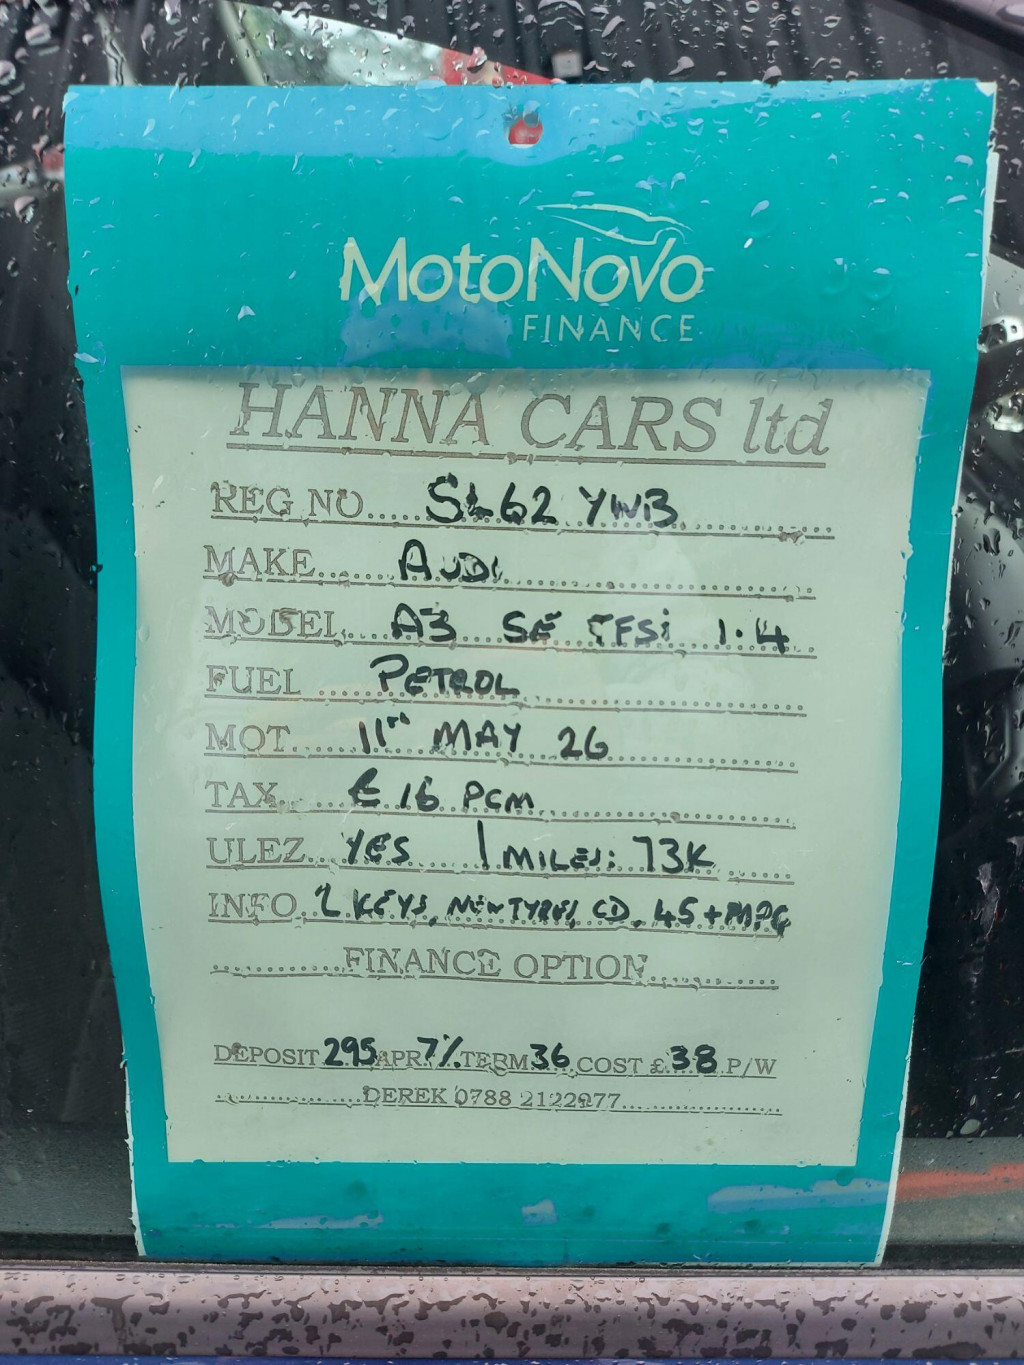 MotoNovo
FINANCE
HANNA CARS ltd
REG NO.....SL62 YWB
MAKE.....AUDI
MODEL....A3 SE TFSi 1.4
FUEL....PETROL
MOT....11TH MAY 26
TAX....£16 PCM
ULEZ...YES | MILES: 73K
INFO.2 KEYS, NEW TYRES, CD, 45+MPG
FINANCE OPTION
DEPOSIT 295 APR 7% TERM 36 COST £ 38 P/W
DEREK 0788 2122977